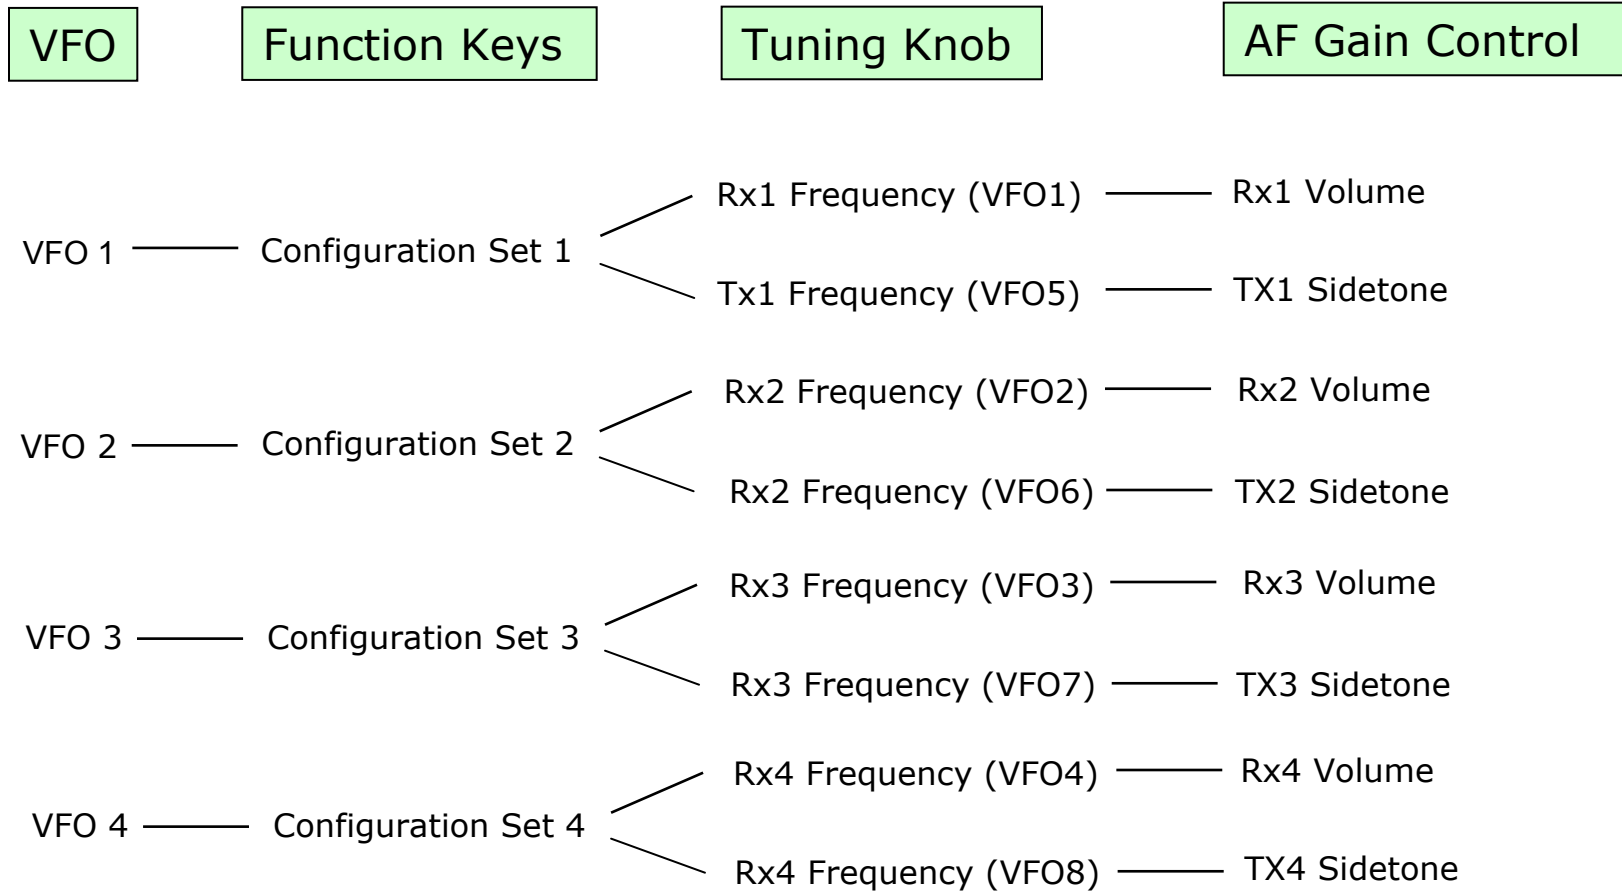 VFO Function Keys Tuning Knob AF Gain Control
Rx1 Frequency (VFO1) Rx1 Volume
VFO 1 Configuration Set 1
Tx1 Frequency (VFO5) TX1 Sidetone
Rx2 Frequency (VFO2) Rx2 Volume
VFO 2 Configuration Set 2
Rx2 Frequency (VFO6) TX2 Sidetone
Rx3 Frequency (VFO3) Rx3 Volume
VFO 3 Configuration Set 3
Rx3 Frequency (VFO7) TX3 Sidetone
Rx4 Frequency (VFO4) Rx4 Volume
VFO 4 Configuration Set 4
Rx4 Frequency (VFO8) TX4 Sidetone